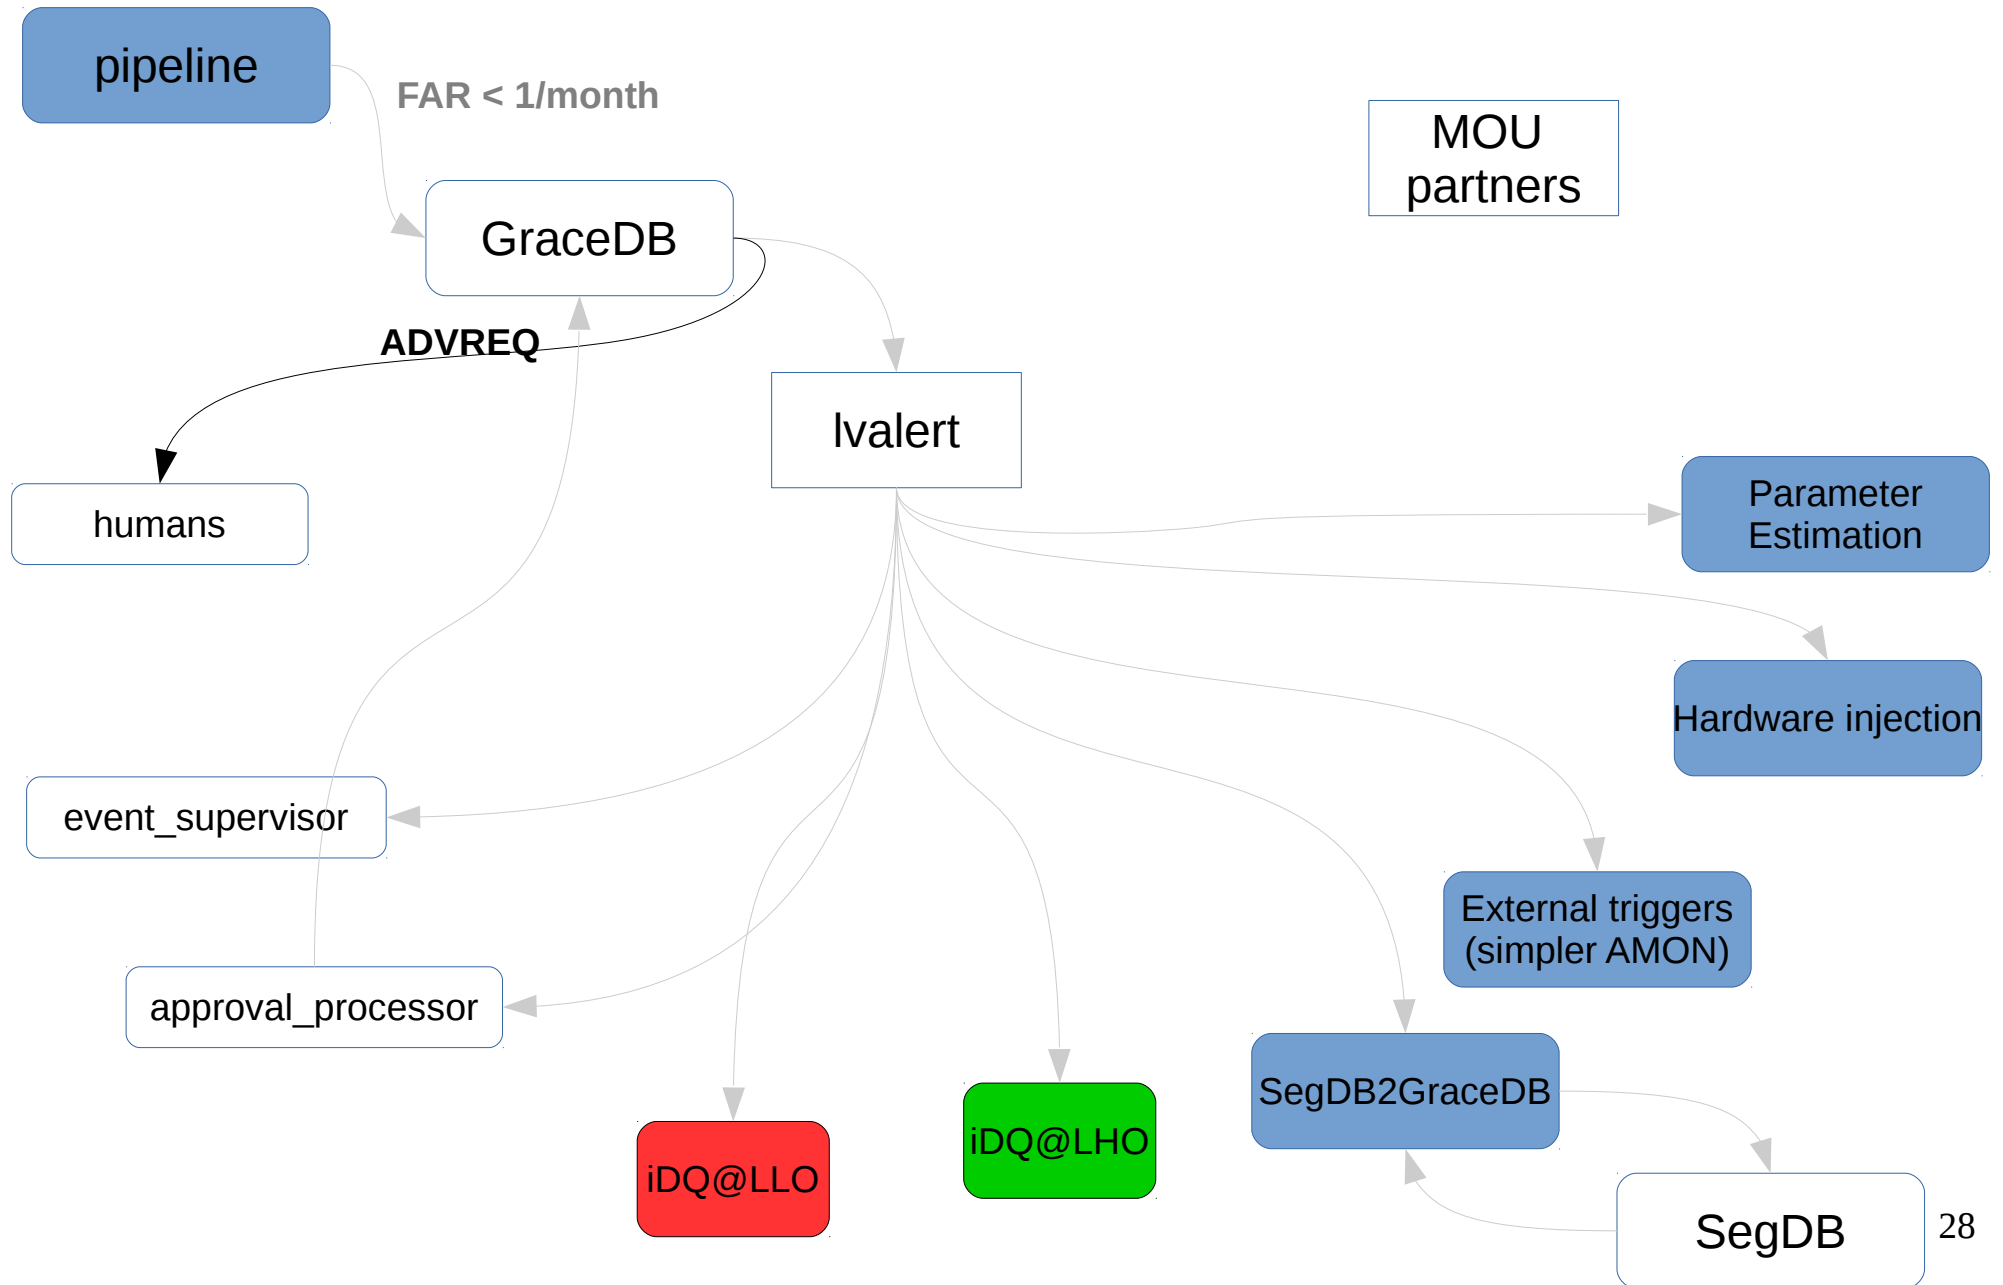 pipeline
FAR < 1/month
MOU
partners
GraceDB
ADVREQ
lvalert
Parameter
Estimation
humans
Hardware injection
event_supervisor
External triggers
(simpler AMON)
approval_processor
SegDB2GraceDB
iDQ@LHO
iDQ@LLO
SegDB
28